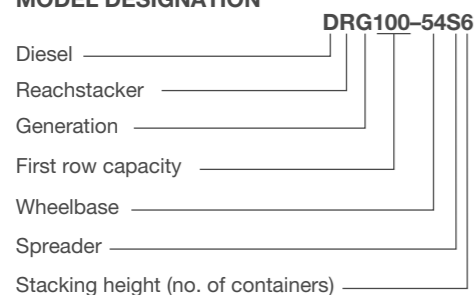 MODEL DESIGNATION
DRG100–54S6
Diesel
Reachstacker
Generation
First row capacity
Wheelbase
Spreader
Stacking height (no. of containers)